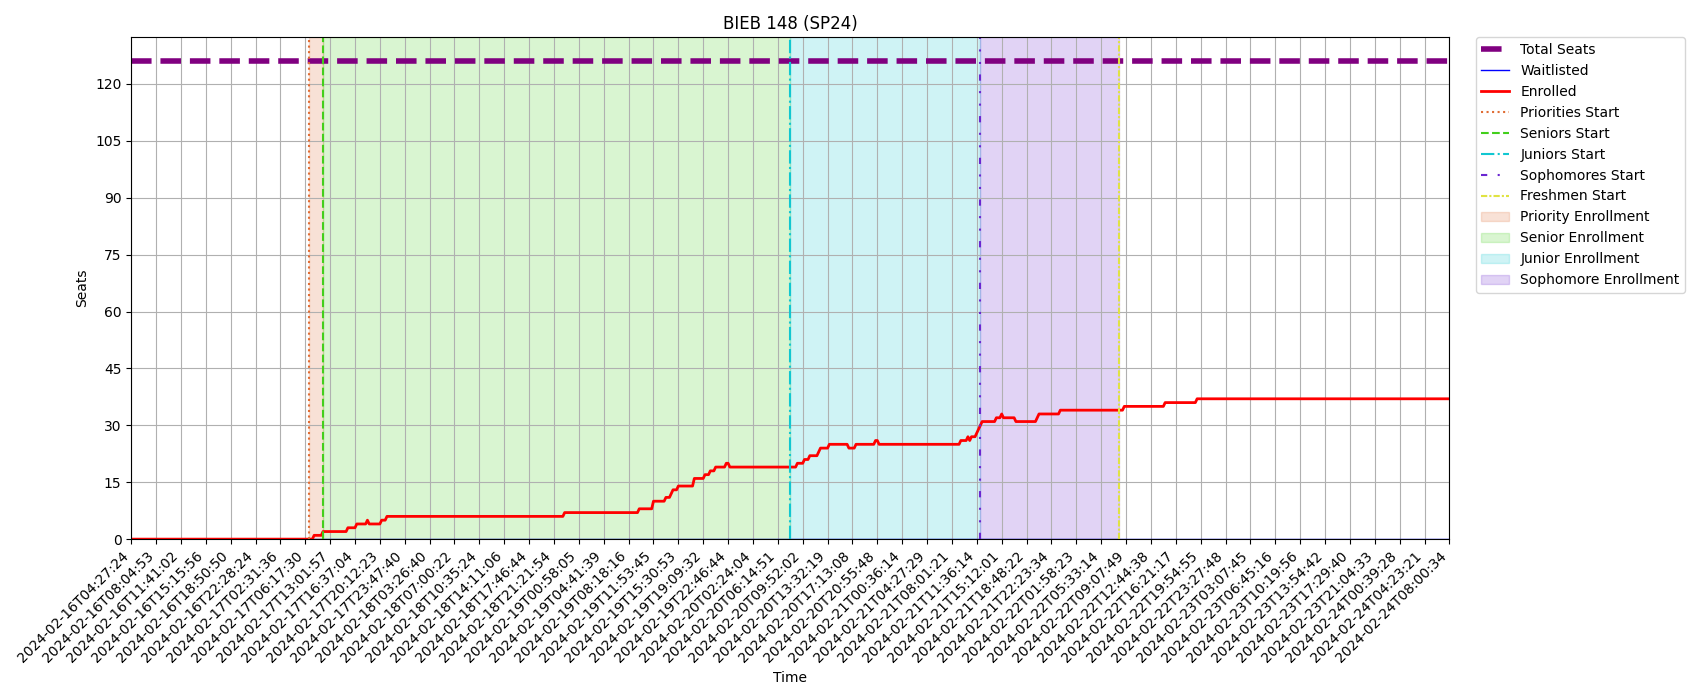 BIEB 148 (SP24)
Seats
120
105
90
75
60
45
30
15
0
2024-02-16T04:27:24
2024-02-16T08:04:53
2024-02-16T11:41:02
2024-02-16T15:15:56
2024-02-16T18:50:50
2024-02-16T22:28:24
2024-02-17T02:31:36
2024-02-17T06:17:30
2024-02-17T13:01:57
2024-02-17T16:37:04
2024-02-17T20:12:23
2024-02-17T23:47:40
2024-02-18T03:26:40
2024-02-18T07:00:22
2024-02-18T10:35:24
2024-02-18T14:11:06
2024-02-18T17:46:44
2024-02-18T21:21:54
2024-02-19T00:58:05
2024-02-19T04:41:39
2024-02-19T08:18:16
2024-02-19T11:53:45
2024-02-19T15:30:53
2024-02-19T19:09:32
2024-02-19T22:46:44
2024-02-20T02:24:04
2024-02-20T06:14:51
2024-02-20T09:52:02
2024-02-20T13:32:19
2024-02-20T17:13:08
2024-02-20T20:55:48
2024-02-21T00:36:14
2024-02-21T04:27:29
2024-02-21T08:01:21
2024-02-21T11:36:14
2024-02-21T15:12:01
2024-02-21T18:48:22
2024-02-21T22:23:34
2024-02-22T01:58:23
2024-02-22T05:33:14
2024-02-22T09:07:49
2024-02-22T12:44:38
2024-02-22T16:21:17
2024-02-22T19:54:55
2024-02-22T23:27:48
2024-02-23T03:07:45
2024-02-23T06:45:16
2024-02-23T10:19:56
2024-02-23T13:54:42
2024-02-23T17:29:40
2024-02-23T21:04:33
2024-02-24T00:39:28
2024-02-24T04:23:21
2024-02-24T08:00:34
Time
Total Seats
Waitlisted
Enrolled
Priorities Start
Seniors Start
Juniors Start
Sophomores Start
Freshmen Start
Priority Enrollment
Senior Enrollment
Junior Enrollment
Sophomore Enrollment